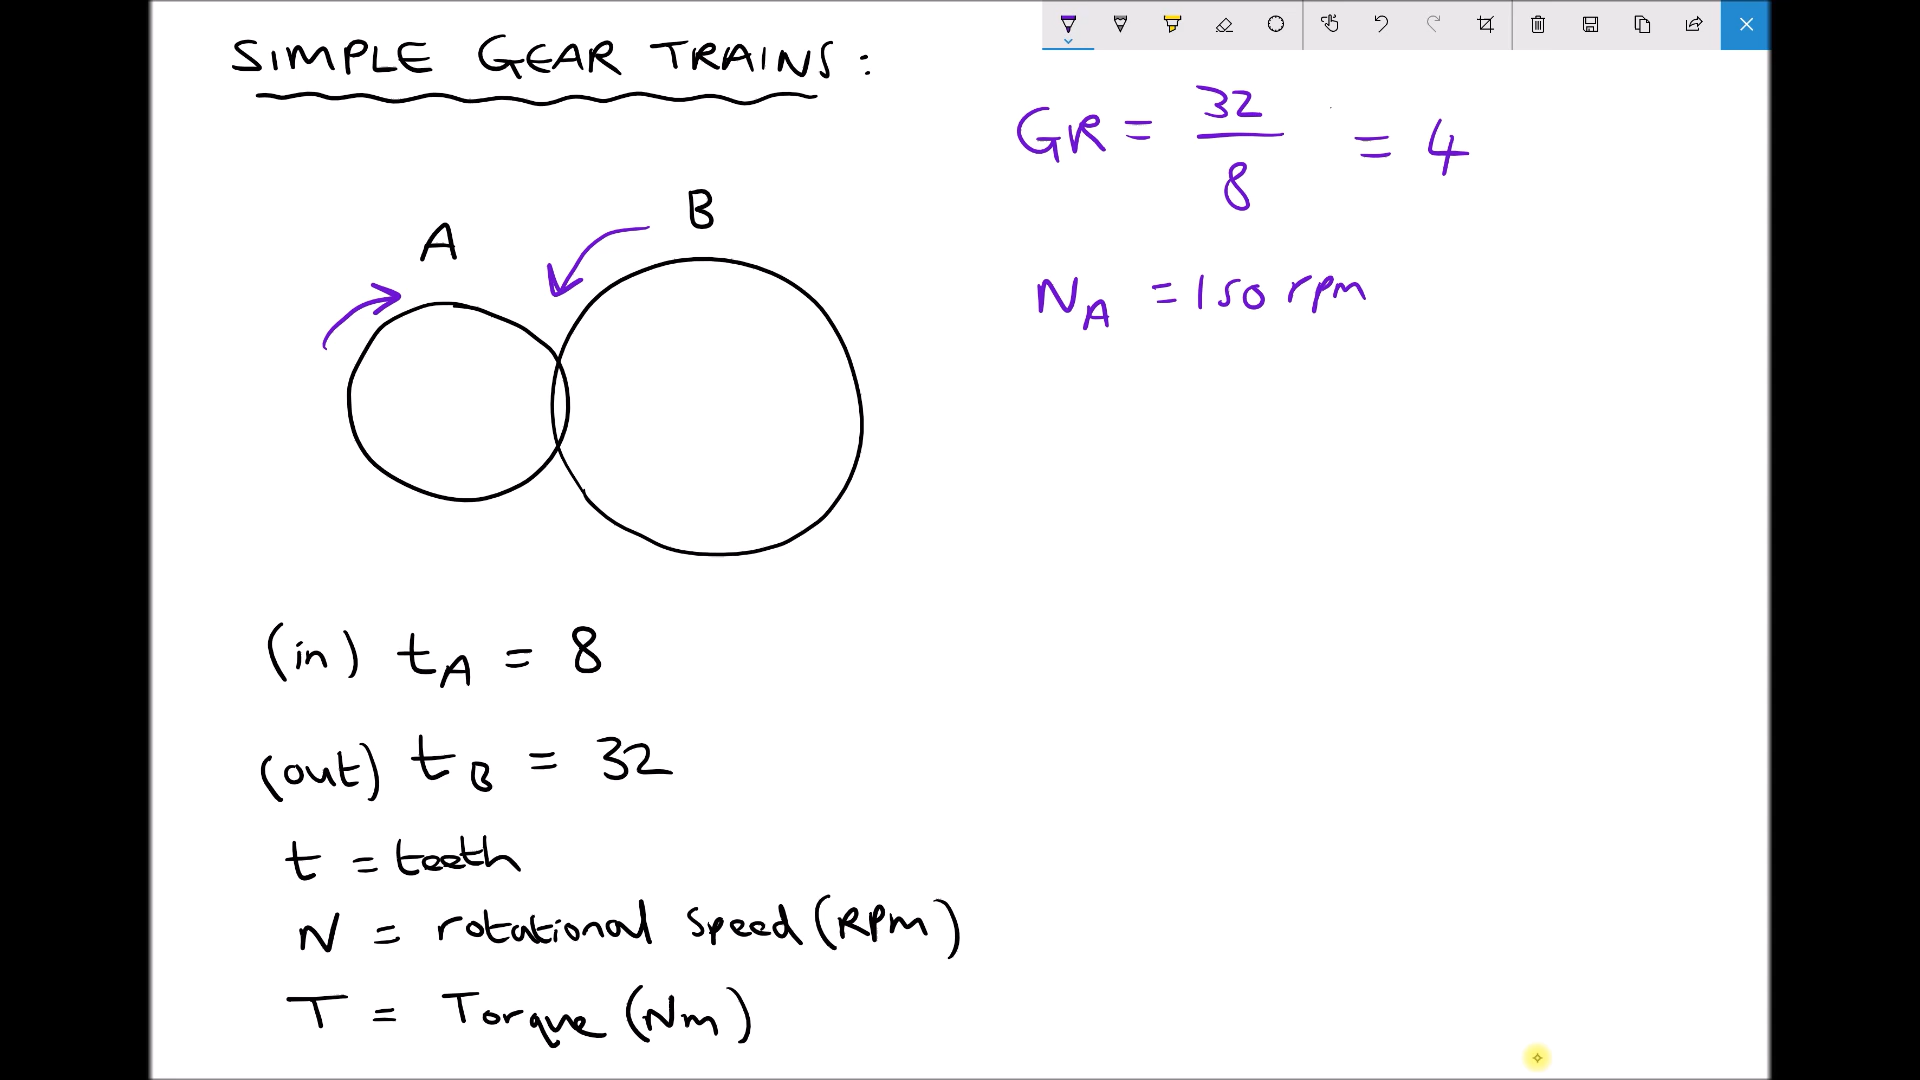 SIMPLE GEAR TRAINS:
A
B
(in) tA = 8
(out) tB = 32
t = teeth
N = rotational speed (RPm)
T = Torque (Nm)
GR = 32/8 = 4
NA = 150 rpm